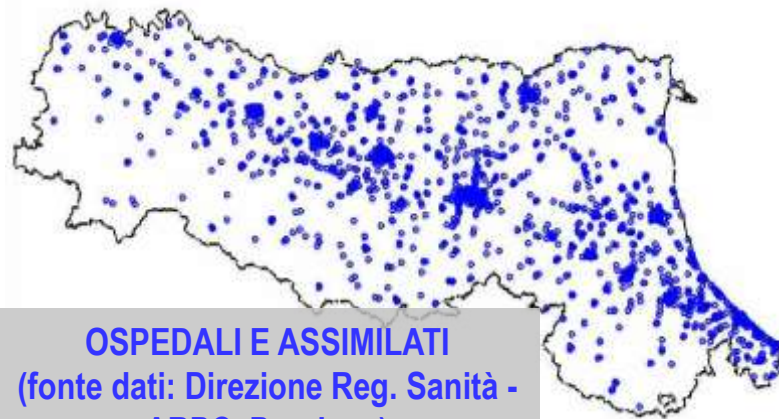 OSPEDALI E ASSIMILATI
(fonte dati: Direzione Reg. Sanità -